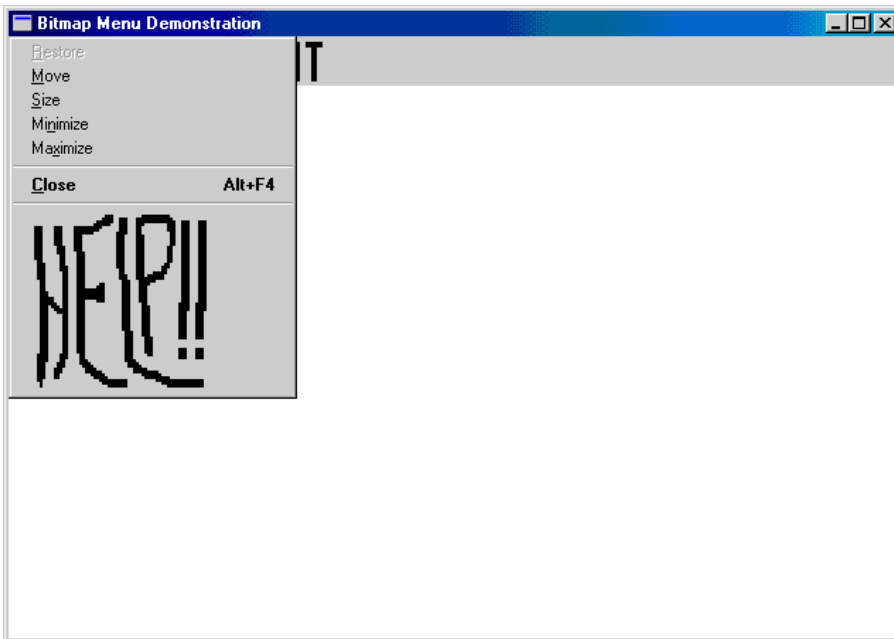 Bitmap Menu Demonstration
Restore
Move
Size
Minimize
Maximize
Close Alt+F4
HELP!!